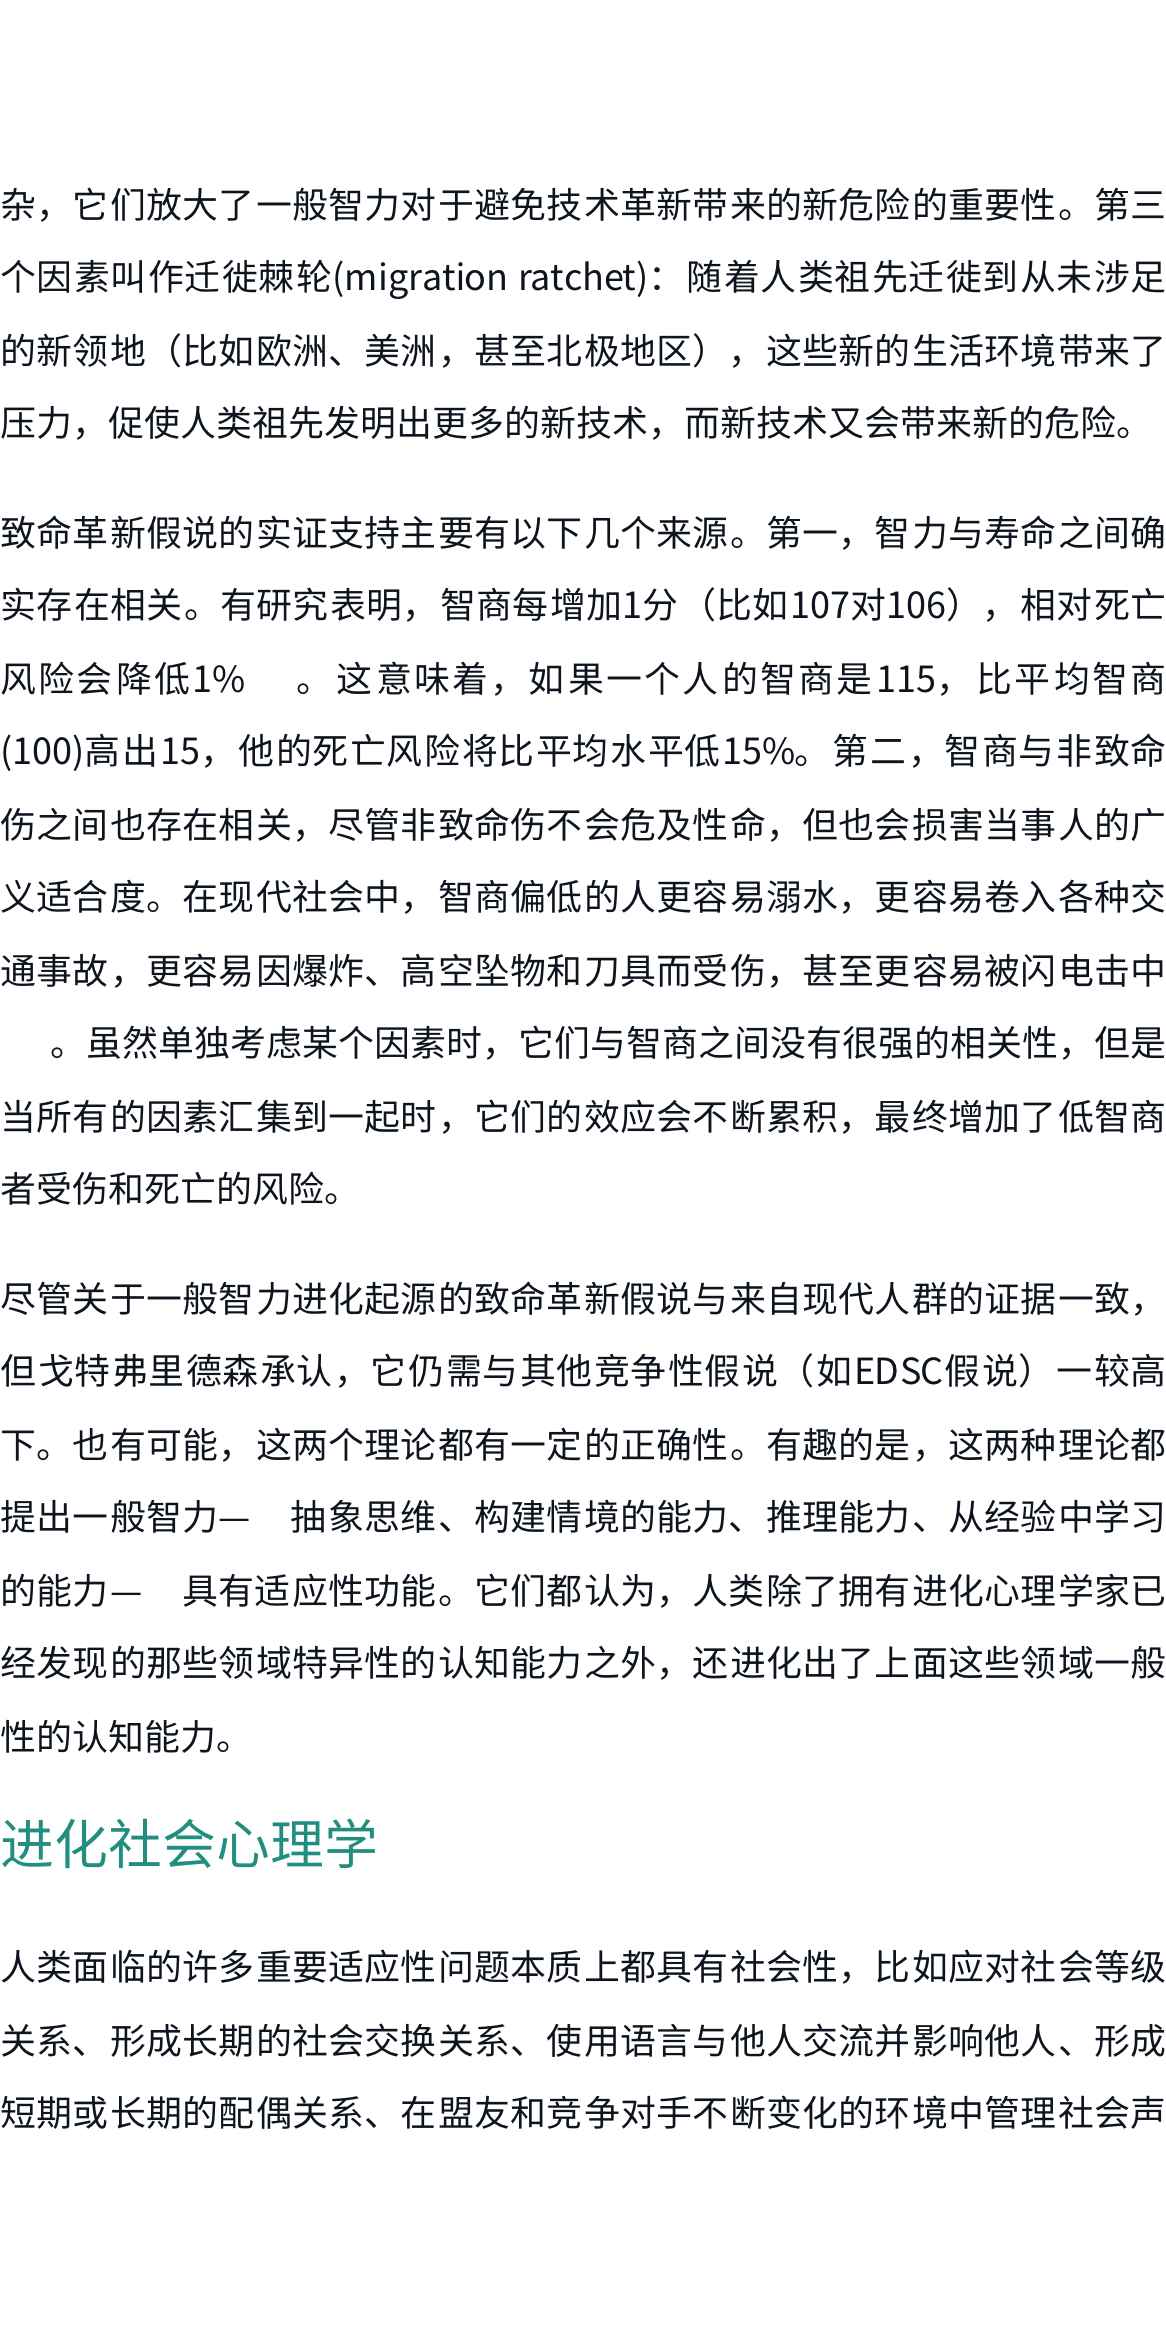 杂，它们放大了一般智力对于避免技术革新带来的新危险的重要性。第三
个因素叫作迁徙棘轮(migration ratchet)：随着人类祖先迁徙到从未涉足
的新领地（比如欧洲、美洲，甚至北极地区），这些新的生活环境带来了
压力，促使人类祖先发明出更多的新技术，而新技术又会带来新的危险。
致命革新假说的实证支持主要有以下几个来源。第一，智力与寿命之间确
实存在相关。有研究表明，智商每增加1分（比如107对106），相对死亡
风险会降低1% 。这意味着，如果一个人的智商是115，比平均智商
(100)高出15，他的死亡风险将比平均水平低15%。第二，智商与非致命
伤之间也存在相关，尽管非致命伤不会危及性命，但也会损害当事人的广
义适合度。在现代社会中，智商偏低的人更容易溺水，更容易卷入各种交
通事故，更容易因爆炸、高空坠物和刀具而受伤，甚至更容易被闪电击中
。虽然单独考虑某个因素时，它们与智商之间没有很强的相关性，但是
当所有的因素汇集到一起时，它们的效应会不断累积，最终增加了低智商
者受伤和死亡的风险。
尽管关于一般智力进化起源的致命革新假说与来自现代人群的证据一致，
但戈特弗里德森承认，它仍需与其他竞争性假说（如EDSC假说）一较高
下。也有可能，这两个理论都有一定的正确性。有趣的是，这两种理论都
提出一般智力— 抽象思维、构建情境的能力、推理能力、从经验中学习
的能力— 具有适应性功能。它们都认为，人类除了拥有进化心理学家已
经发现的那些领域特异性的认知能力之外，还进化出了上面这些领域一般
性的认知能力。
进化社会心理学
人类面临的许多重要适应性问题本质上都具有社会性，比如应对社会等级
关系、形成长期的社会交换关系、使用语言与他人交流并影响他人、形成
短期或长期的配偶关系、在盟友和竞争对手不断变化的环境中管理社会声